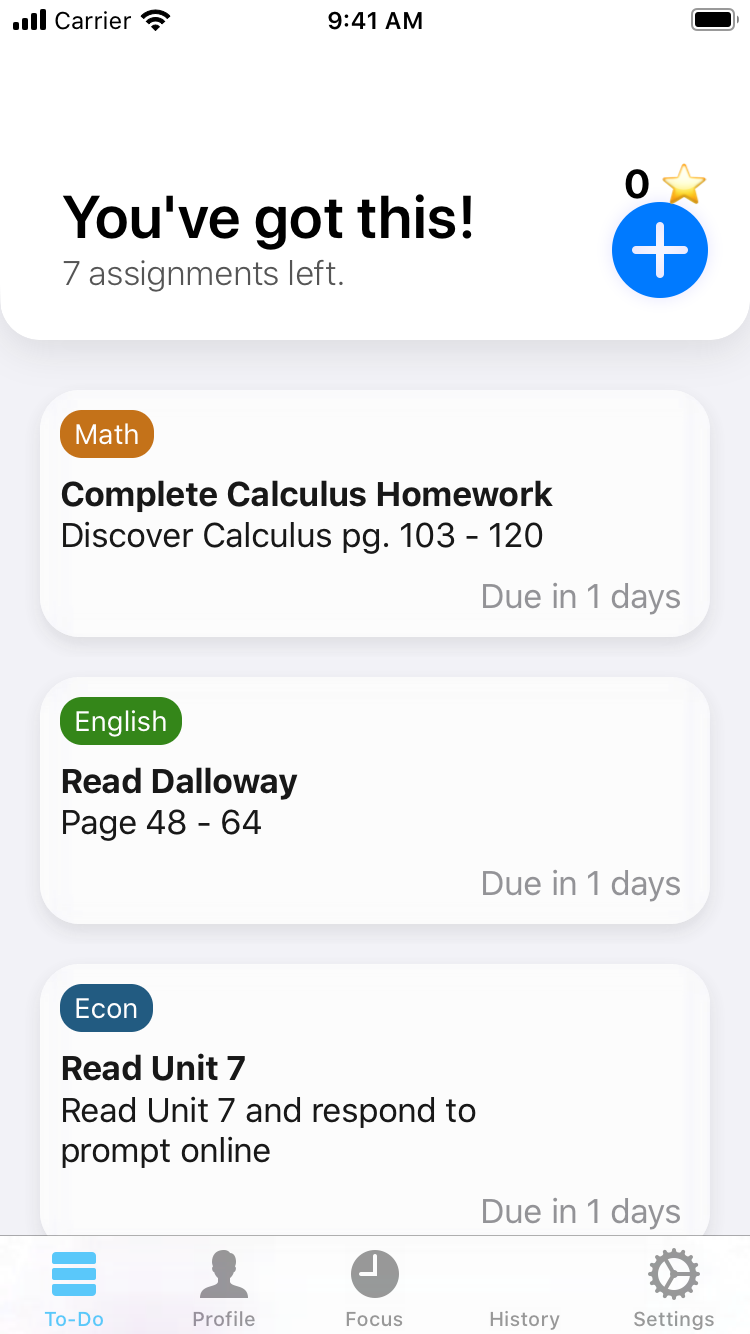 Carrier 9:41 AM
0 ⭐
You've got this!
7 assignments left.
Math
Complete Calculus Homework
Discover Calculus pg. 103 - 120
Due in 1 days
English
Read Dalloway
Page 48 - 64
Due in 1 days
Econ
Read Unit 7
Read Unit 7 and respond to
prompt online
Due in 1 days
To-Do Profile Focus History Settings